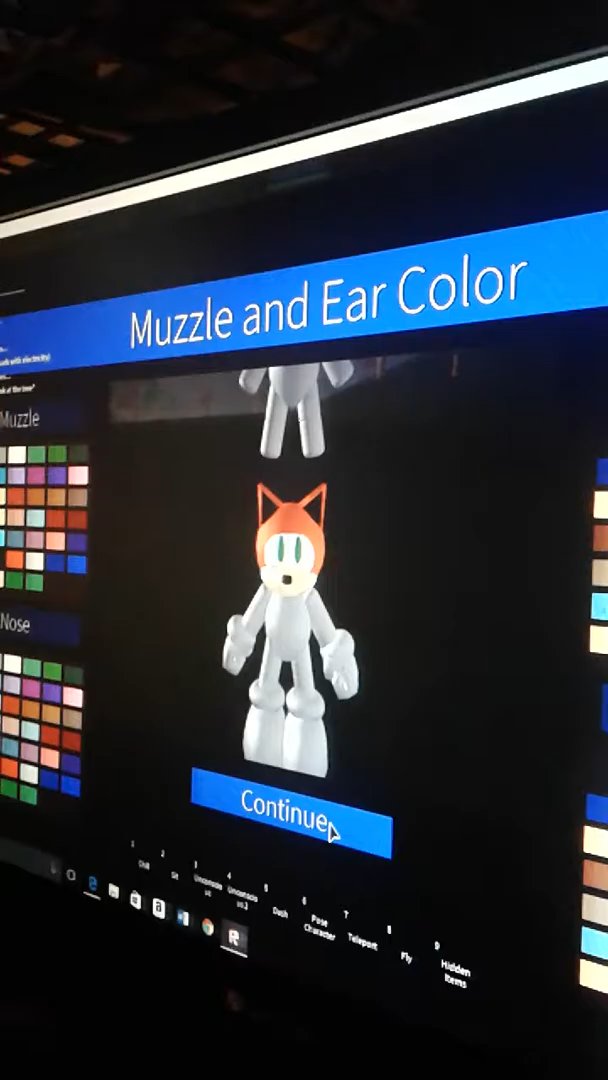 Muzzle and Ear Color
Muzzle
Nose
Continue
1
Chill
2
Sit
3
4
5
Dash
6
Pose
Character
7
Teleport
8
Fly
9
Hidden
Items